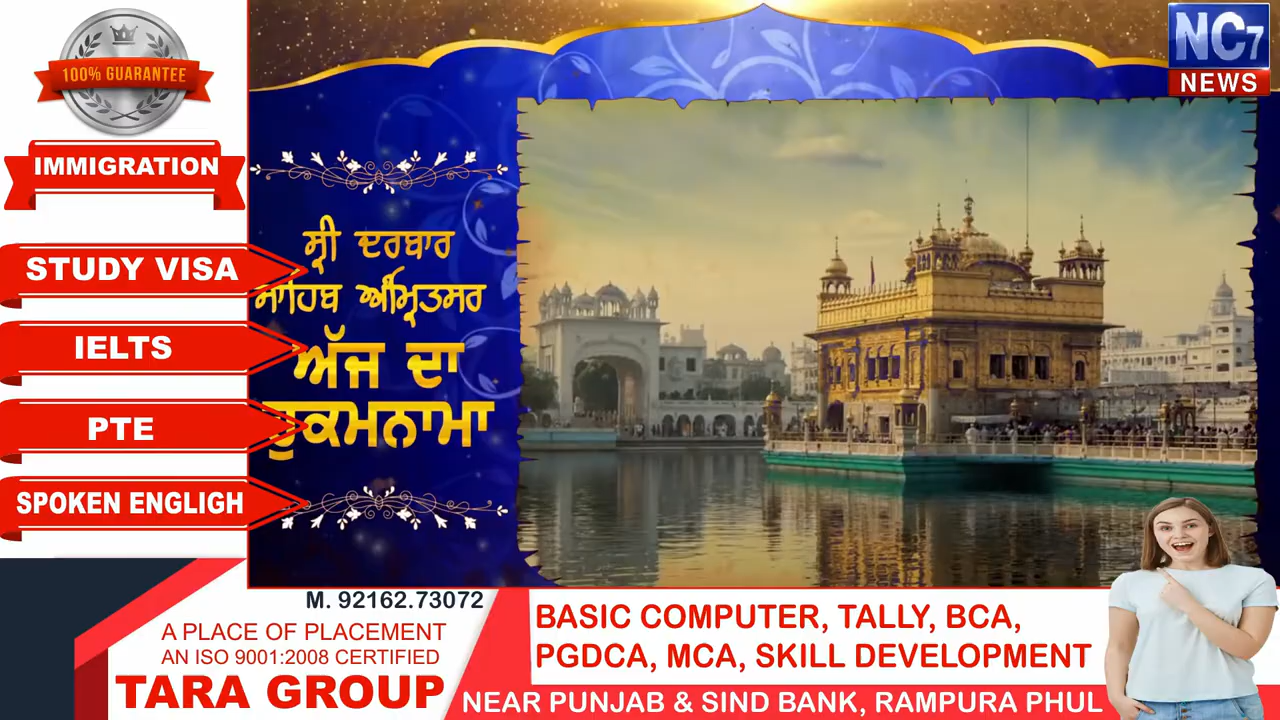 100% GUARANTEE
IMMIGRATION
STUDY VISA
IELTS
PTE
SPOKEN ENGLIGH
ਸ੍ਰੀ ਦਰਬਾਰ
ਸਾਹਿਬ ਅੰਮ੍ਰਿਤਸਰ
ਅੱਜ ਦਾ
ਹੁਕਮਨਾਮਾ
NC7
NEWS
M. 92162.73072
A PLACE OF PLACEMENT
AN ISO 9001:2008 CERTIFIED
TARA GROUP
BASIC COMPUTER, TALLY, BCA,
PGDCA, MCA, SKILL DEVELOPMENT
NEAR PUNJAB & SIND BANK, RAMPURA PHUL